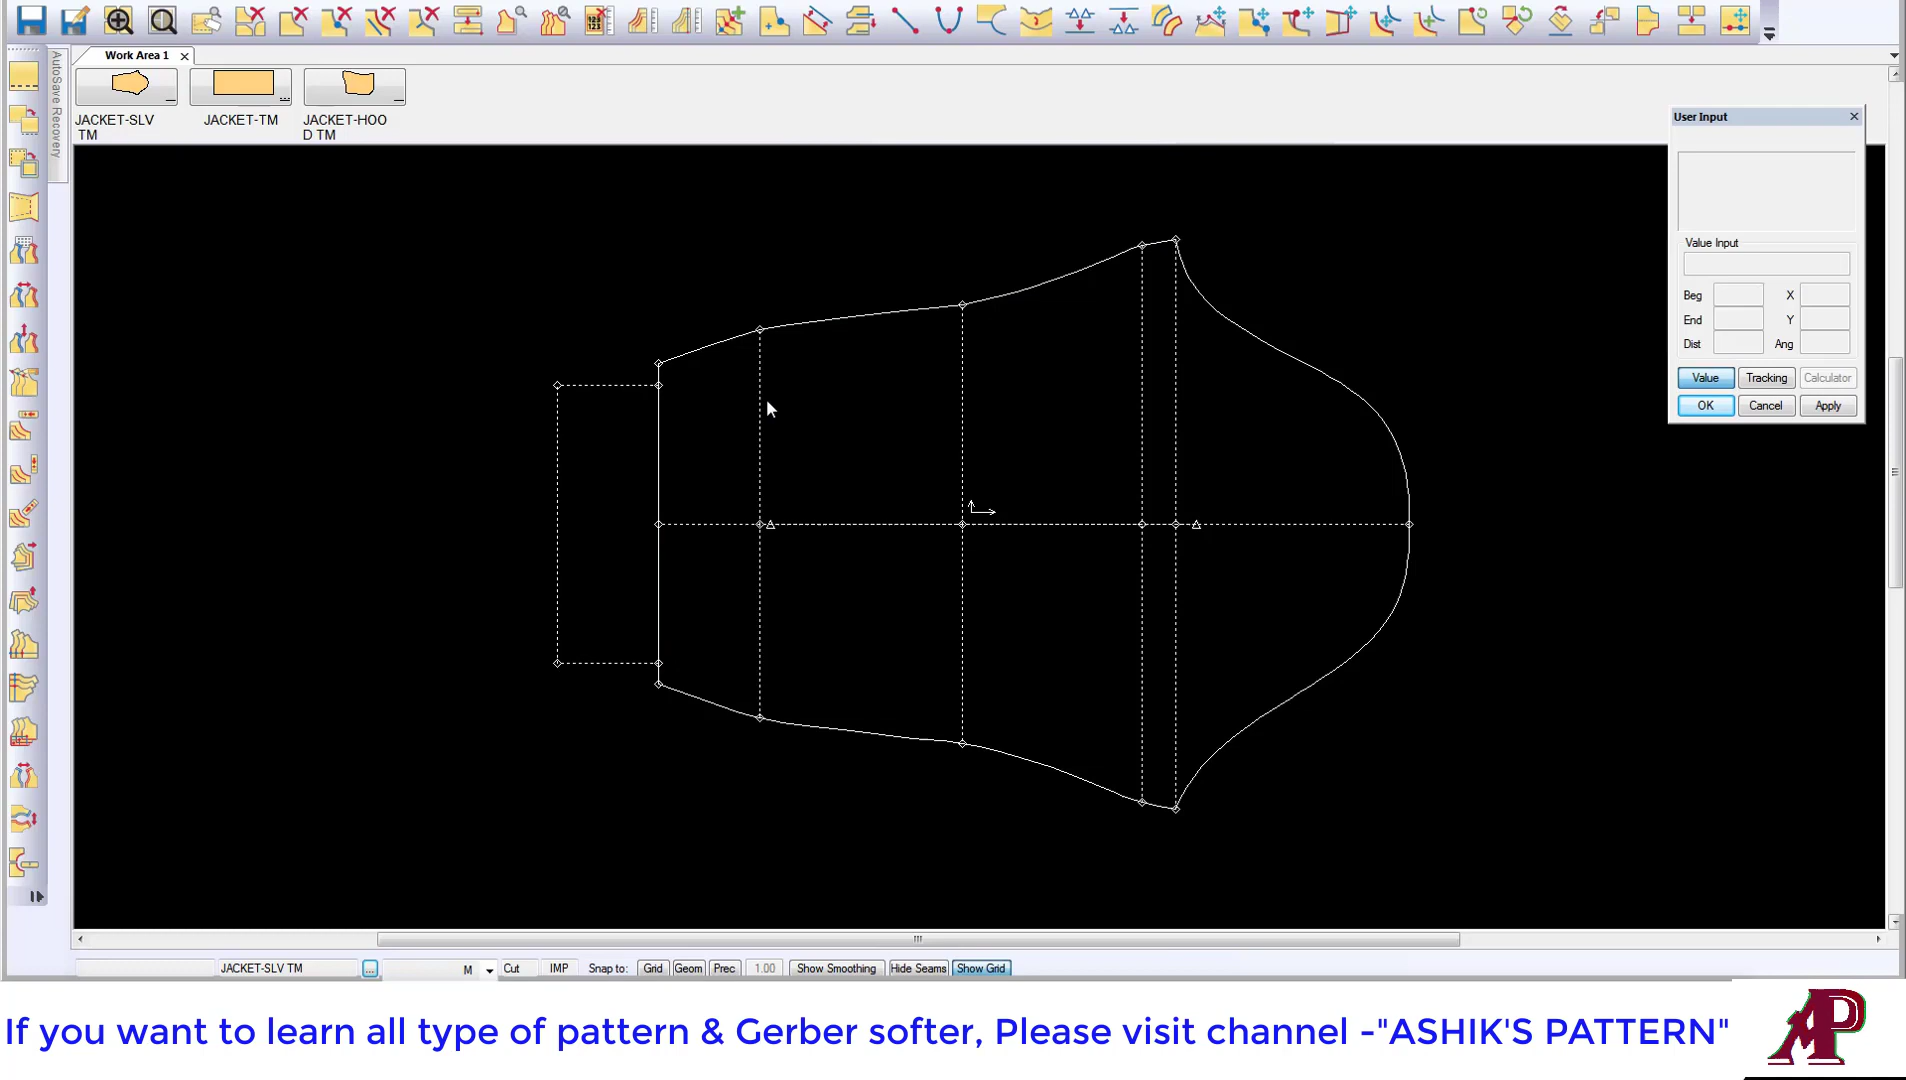 Work Area 1
AutoSave Recovery
JACKET-SLV
TM
JACKET-TM
JACKET-HOO
D TM
User Input
Value Input
Beg
X
End
Y
Dist
Ang
Value
Tracking
Calculator
OK
Cancel
Apply
JACKET-SLV TM
...
M
Cut
IMP
Snap to:
Grid
Geom
Prec
1.00
Show Smoothing
Hide Seams
Show Grid
If you want to learn all type of pattern & Gerber softer, Please visit channel -"ASHIK'S PATTERN"
AP